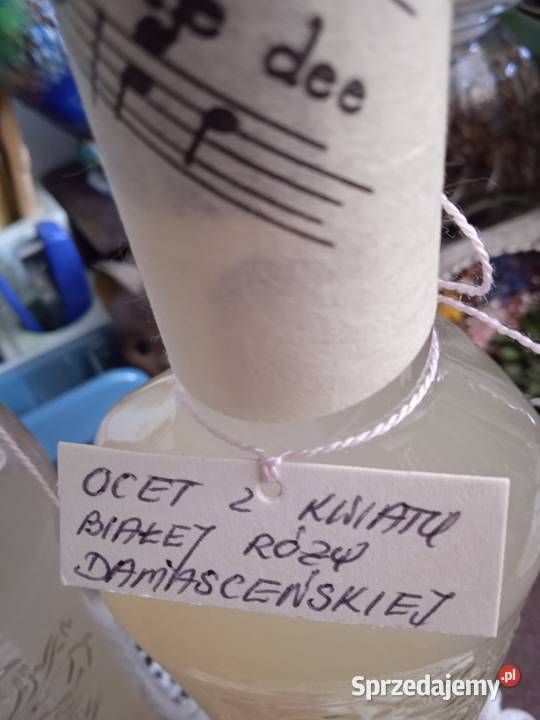 dee
OCET Z KWIATU
BIAŁEJ RÓŻY
DAMASCEŃSKIEJ
Sprzedajemy.pl